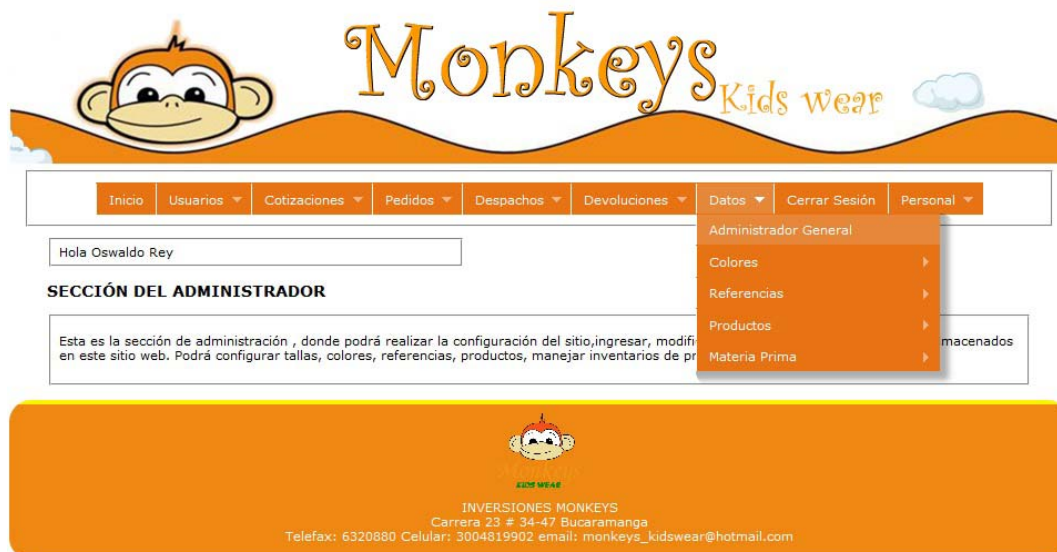 Monkeys
Kids wear
Inicio Usuarios Cotizaciones Pedidos Despachos Devoluciones Datos Cerrar Sesión Personal
Administrador General
Colores
Referencias
Productos
Materia Prima
Hola Oswaldo Rey
SECCIÓN DEL ADMINISTRADOR
Esta es la sección de administración , donde podrá realizar la configuración del sitio,ingresar, modifi macenados
en este sitio web. Podrá configurar tallas, colores, referencias, productos, manejar inventarios de pr
Monkeys
KIDS WEAR
INVERSIONES MONKEYS
Carrera 23 # 34-47 Bucaramanga
Telefax: 6320880 Celular: 3004819902 email: monkeys_kidswear@hotmail.com